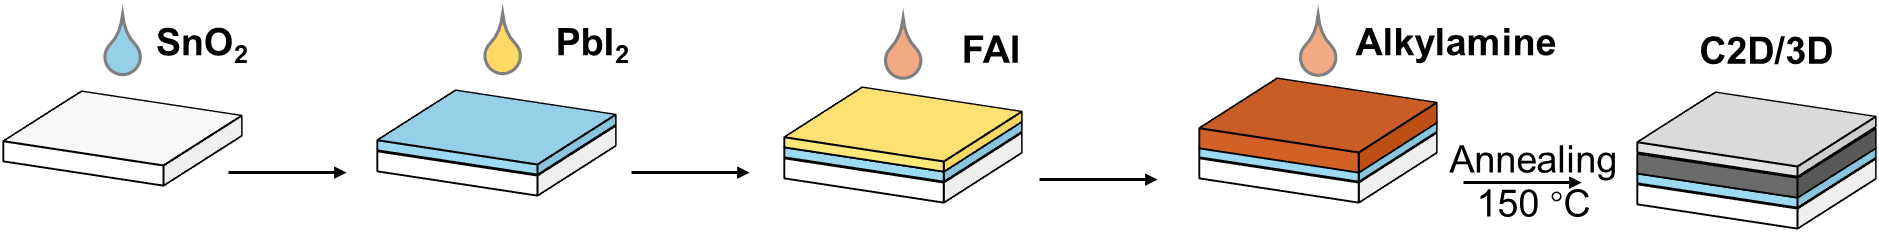 SnO₂
PbI₂
FAI
Alkylamine
C2D/3D
Annealing
150 °C